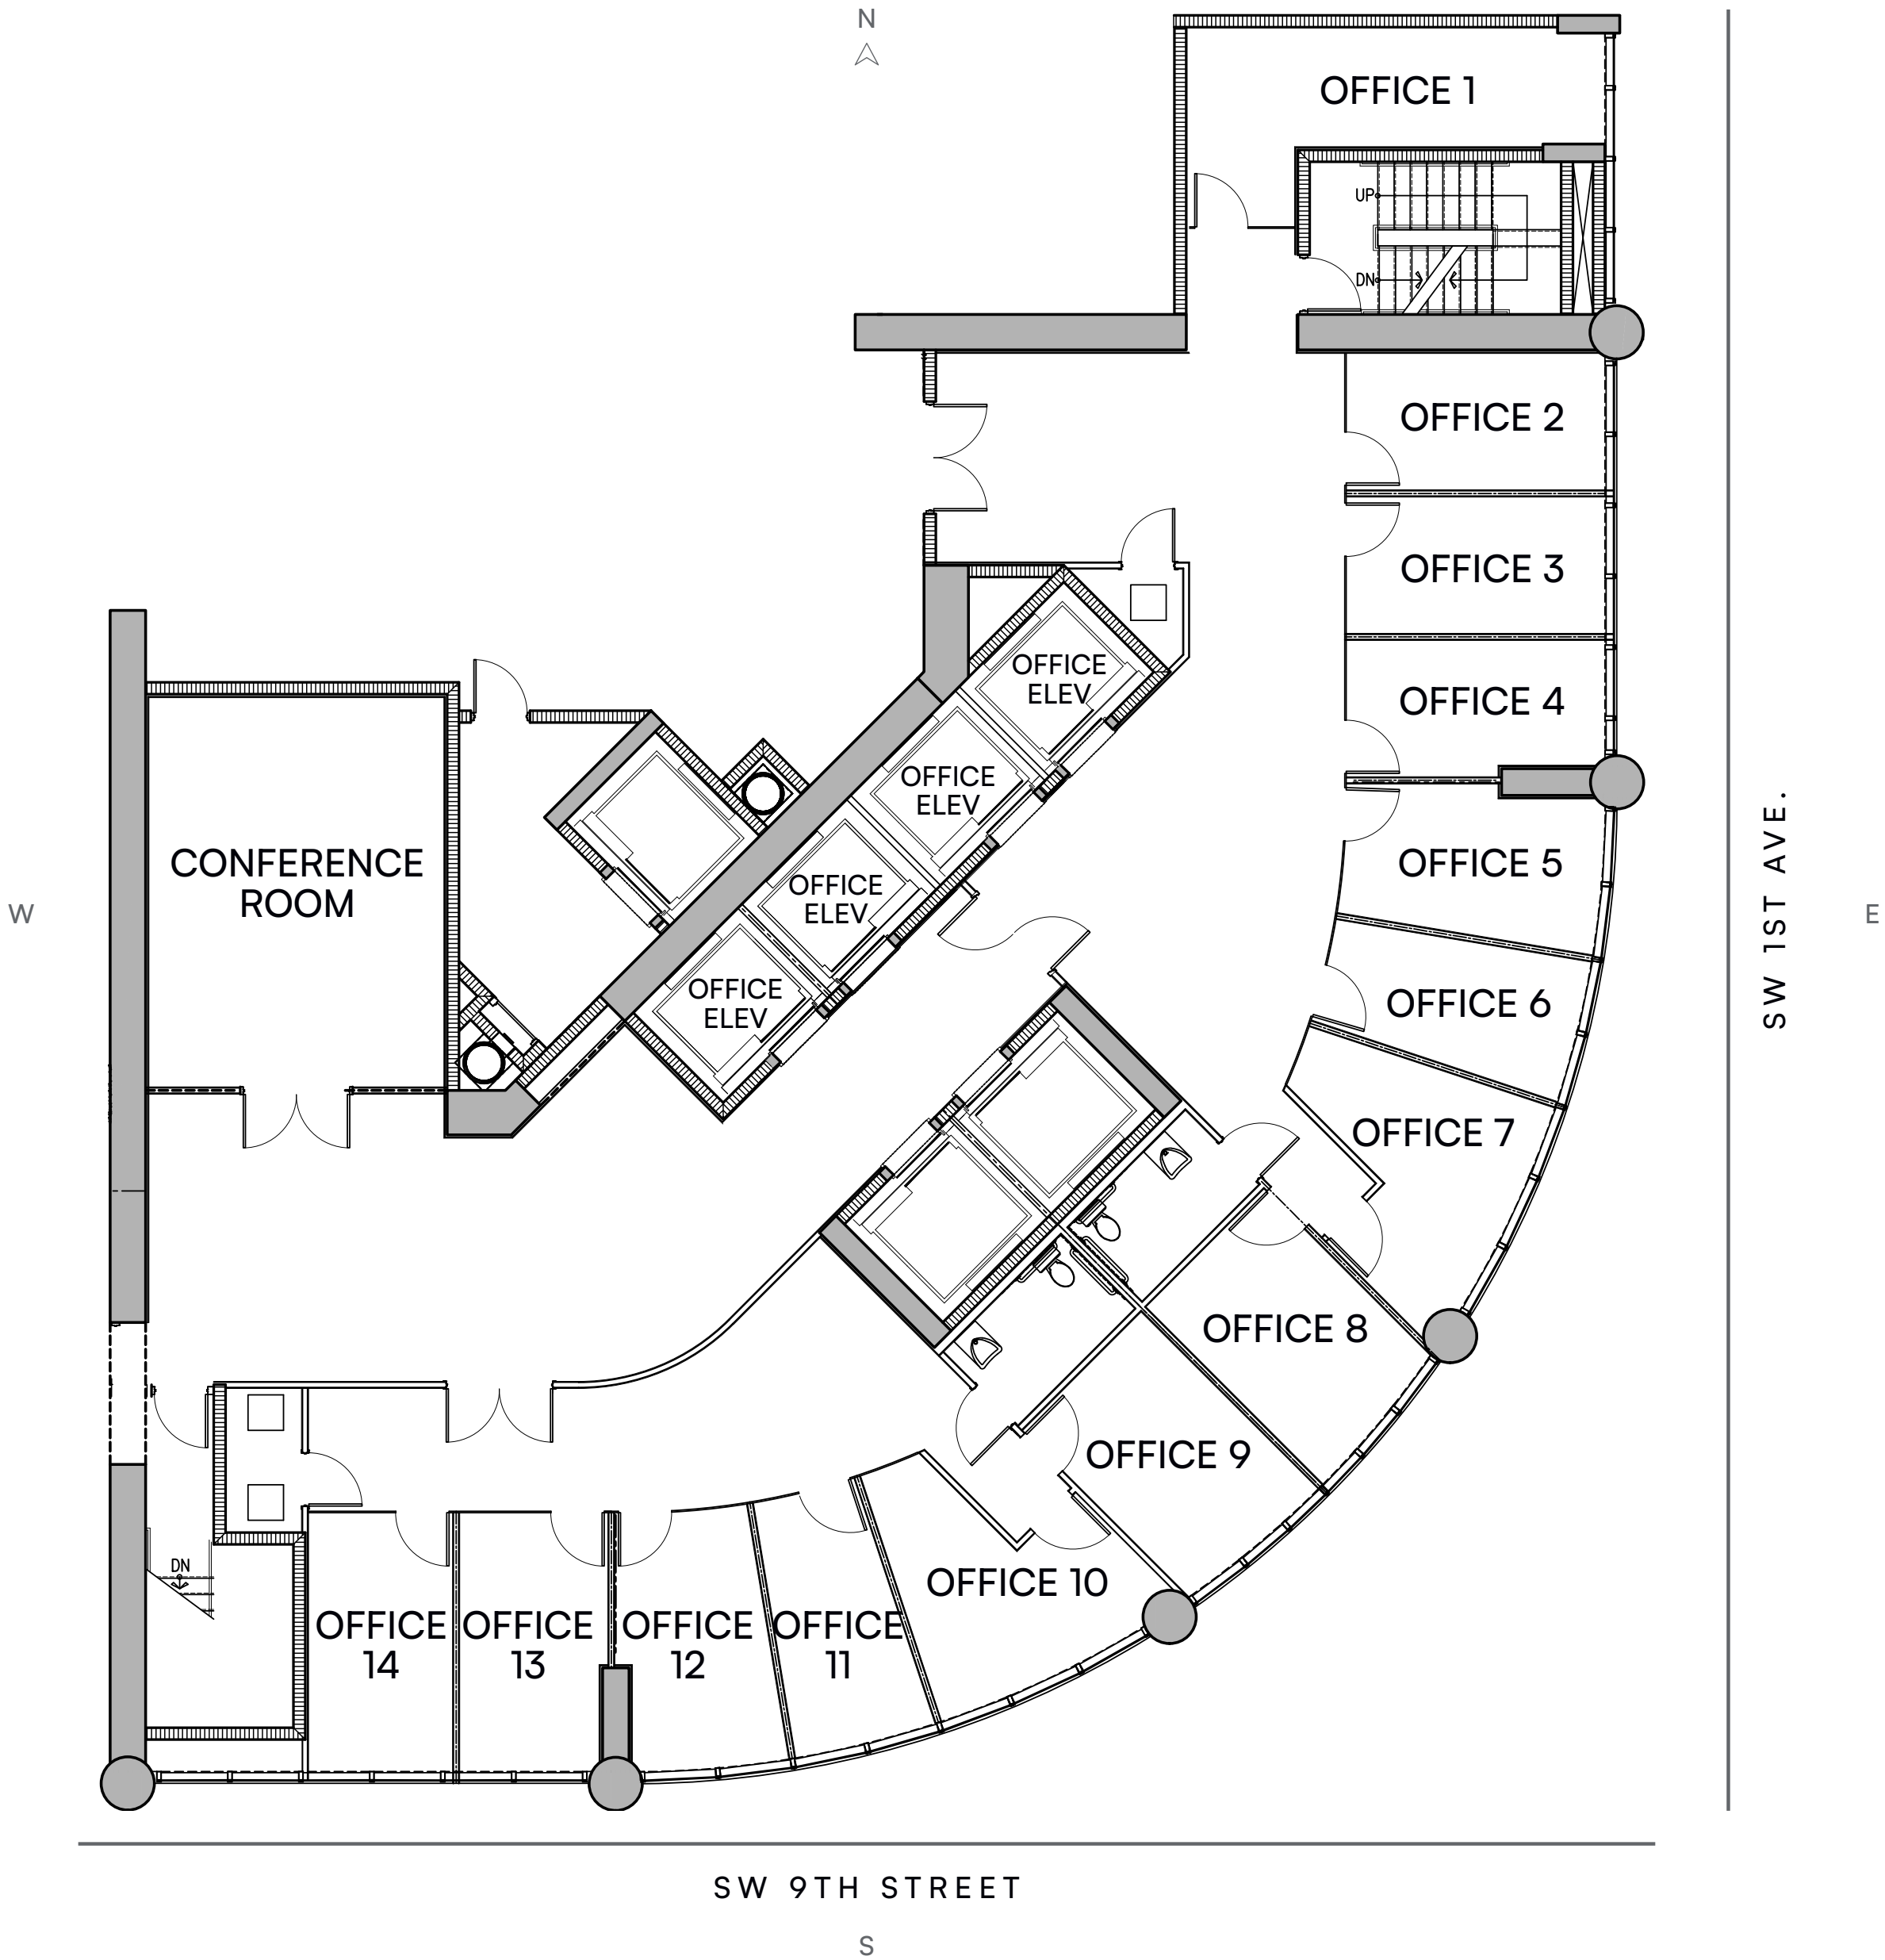 N
OFFICE 1
UP
DN
OFFICE 2
OFFICE 3
OFFICE
ELEV
OFFICE 4
OFFICE
ELEV
CONFERENCE
ROOM
OFFICE
ELEV
OFFICE 5
W
E
SW 1ST AVE.
OFFICE
ELEV
OFFICE 6
OFFICE 7
OFFICE 8
OFFICE 9
DN
OFFICE 10
OFFICE
14
OFFICE
13
OFFICE
12
OFFICE
11
SW 9TH STREET
S